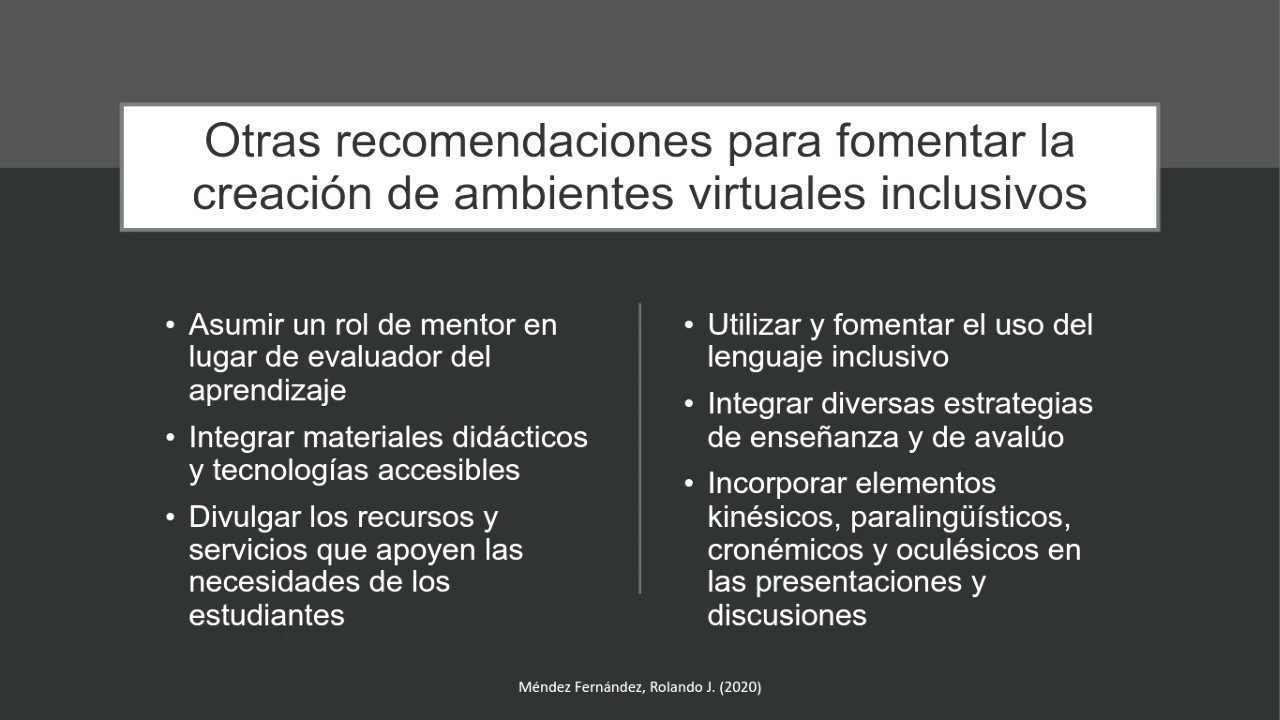 Otras recomendaciones para fomentar la
creación de ambientes virtuales inclusivos
• Asumir un rol de mentor en
lugar de evaluador del
aprendizaje
• Integrar materiales didácticos
y tecnologías accesibles
• Divulgar los recursos y
servicios que apoyen las
necesidades de los
estudiantes
• Utilizar y fomentar el uso del
lenguaje inclusivo
• Integrar diversas estrategias
de enseñanza y de avalúo
• Incorporar elementos
kinésicos, paralingüísticos,
cronémicos y oculésicos en
las presentaciones y
discusiones
Méndez Fernández, Rolando J. (2020)